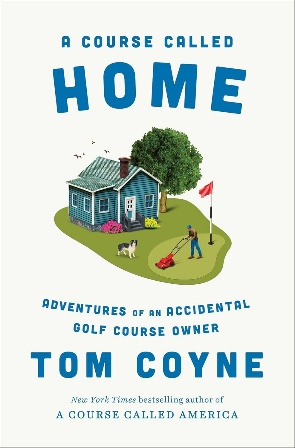 A COURSE CALLED
HOME
ADVENTURES OF AN ACCIDENTAL
GOLF COURSE OWNER
TOM COYNE
New York Times bestselling author of
A COURSE CALLED AMERICA